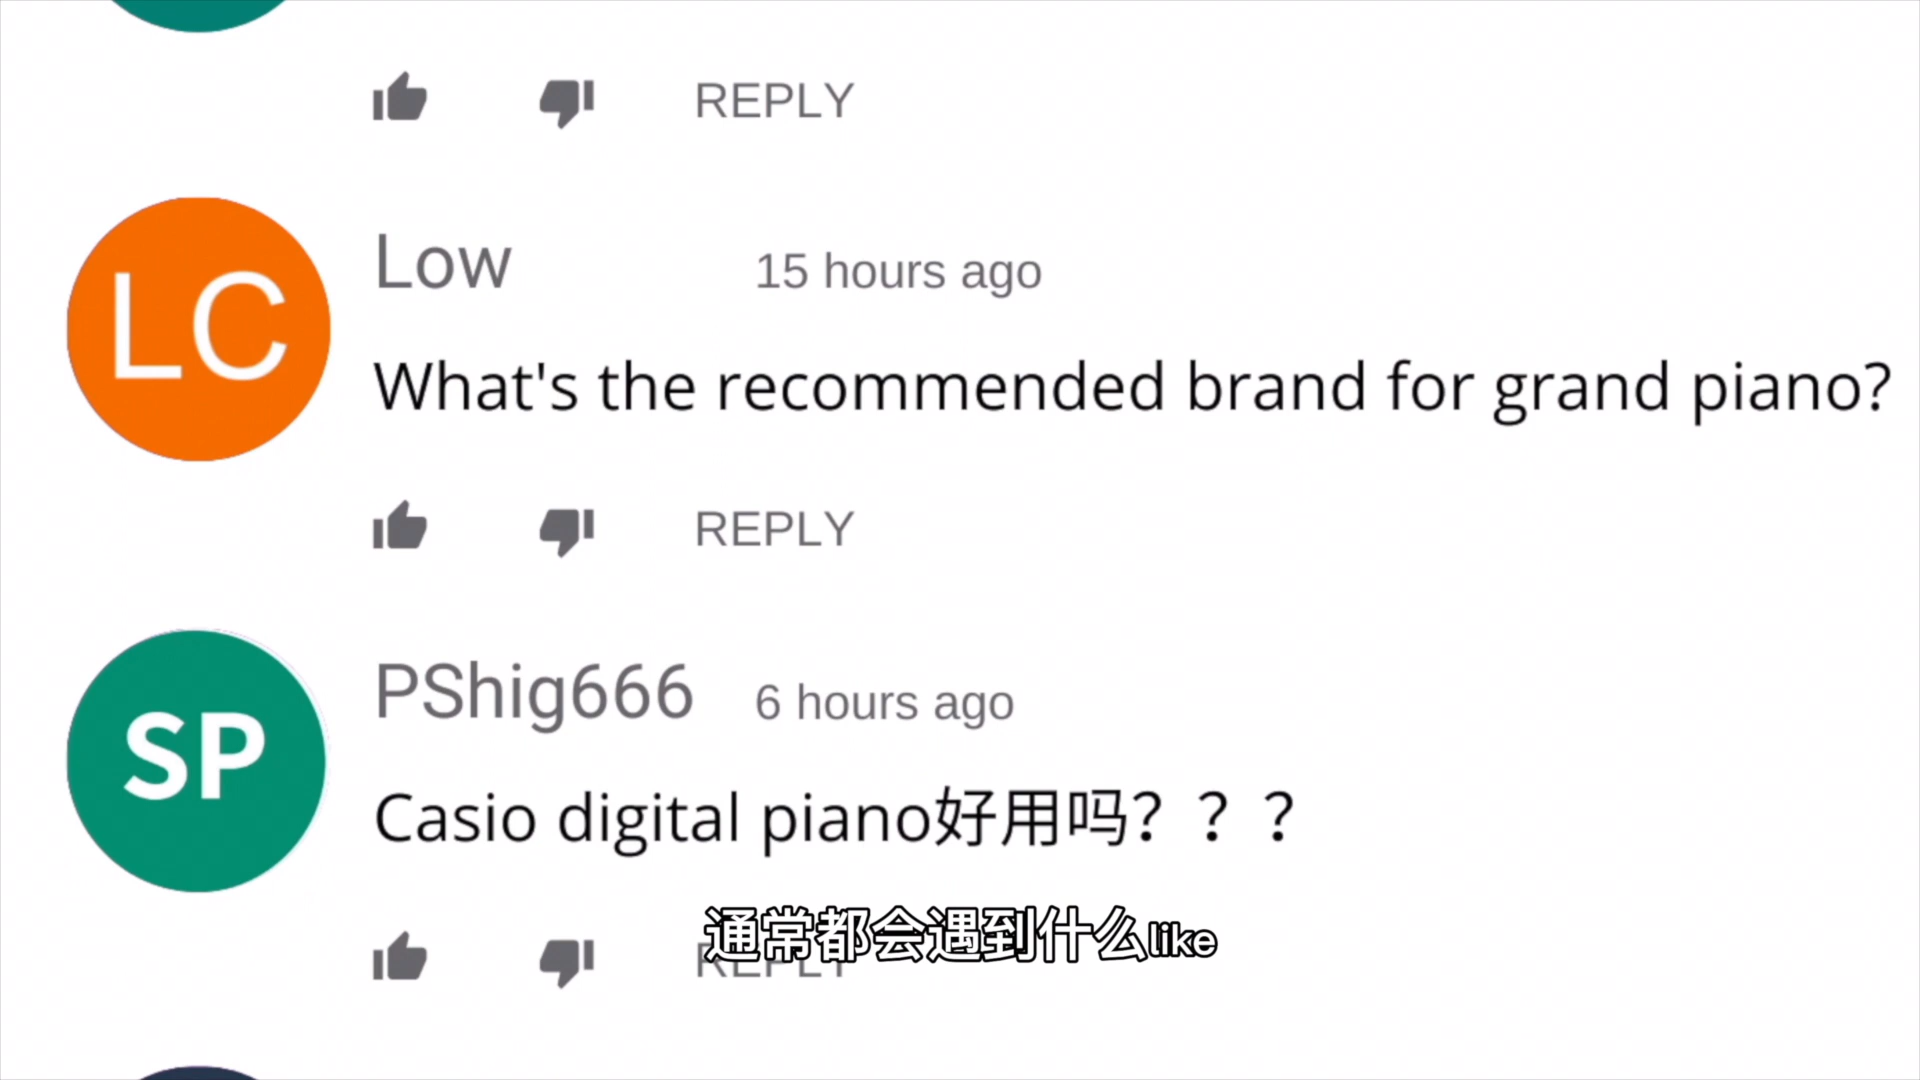 REPLY
LC
Low 15 hours ago
What's the recommended brand for grand piano?
REPLY
SP
PShig666 6 hours ago
Casio digital piano好用吗？？？
通常都会遇到什么like
REPLY